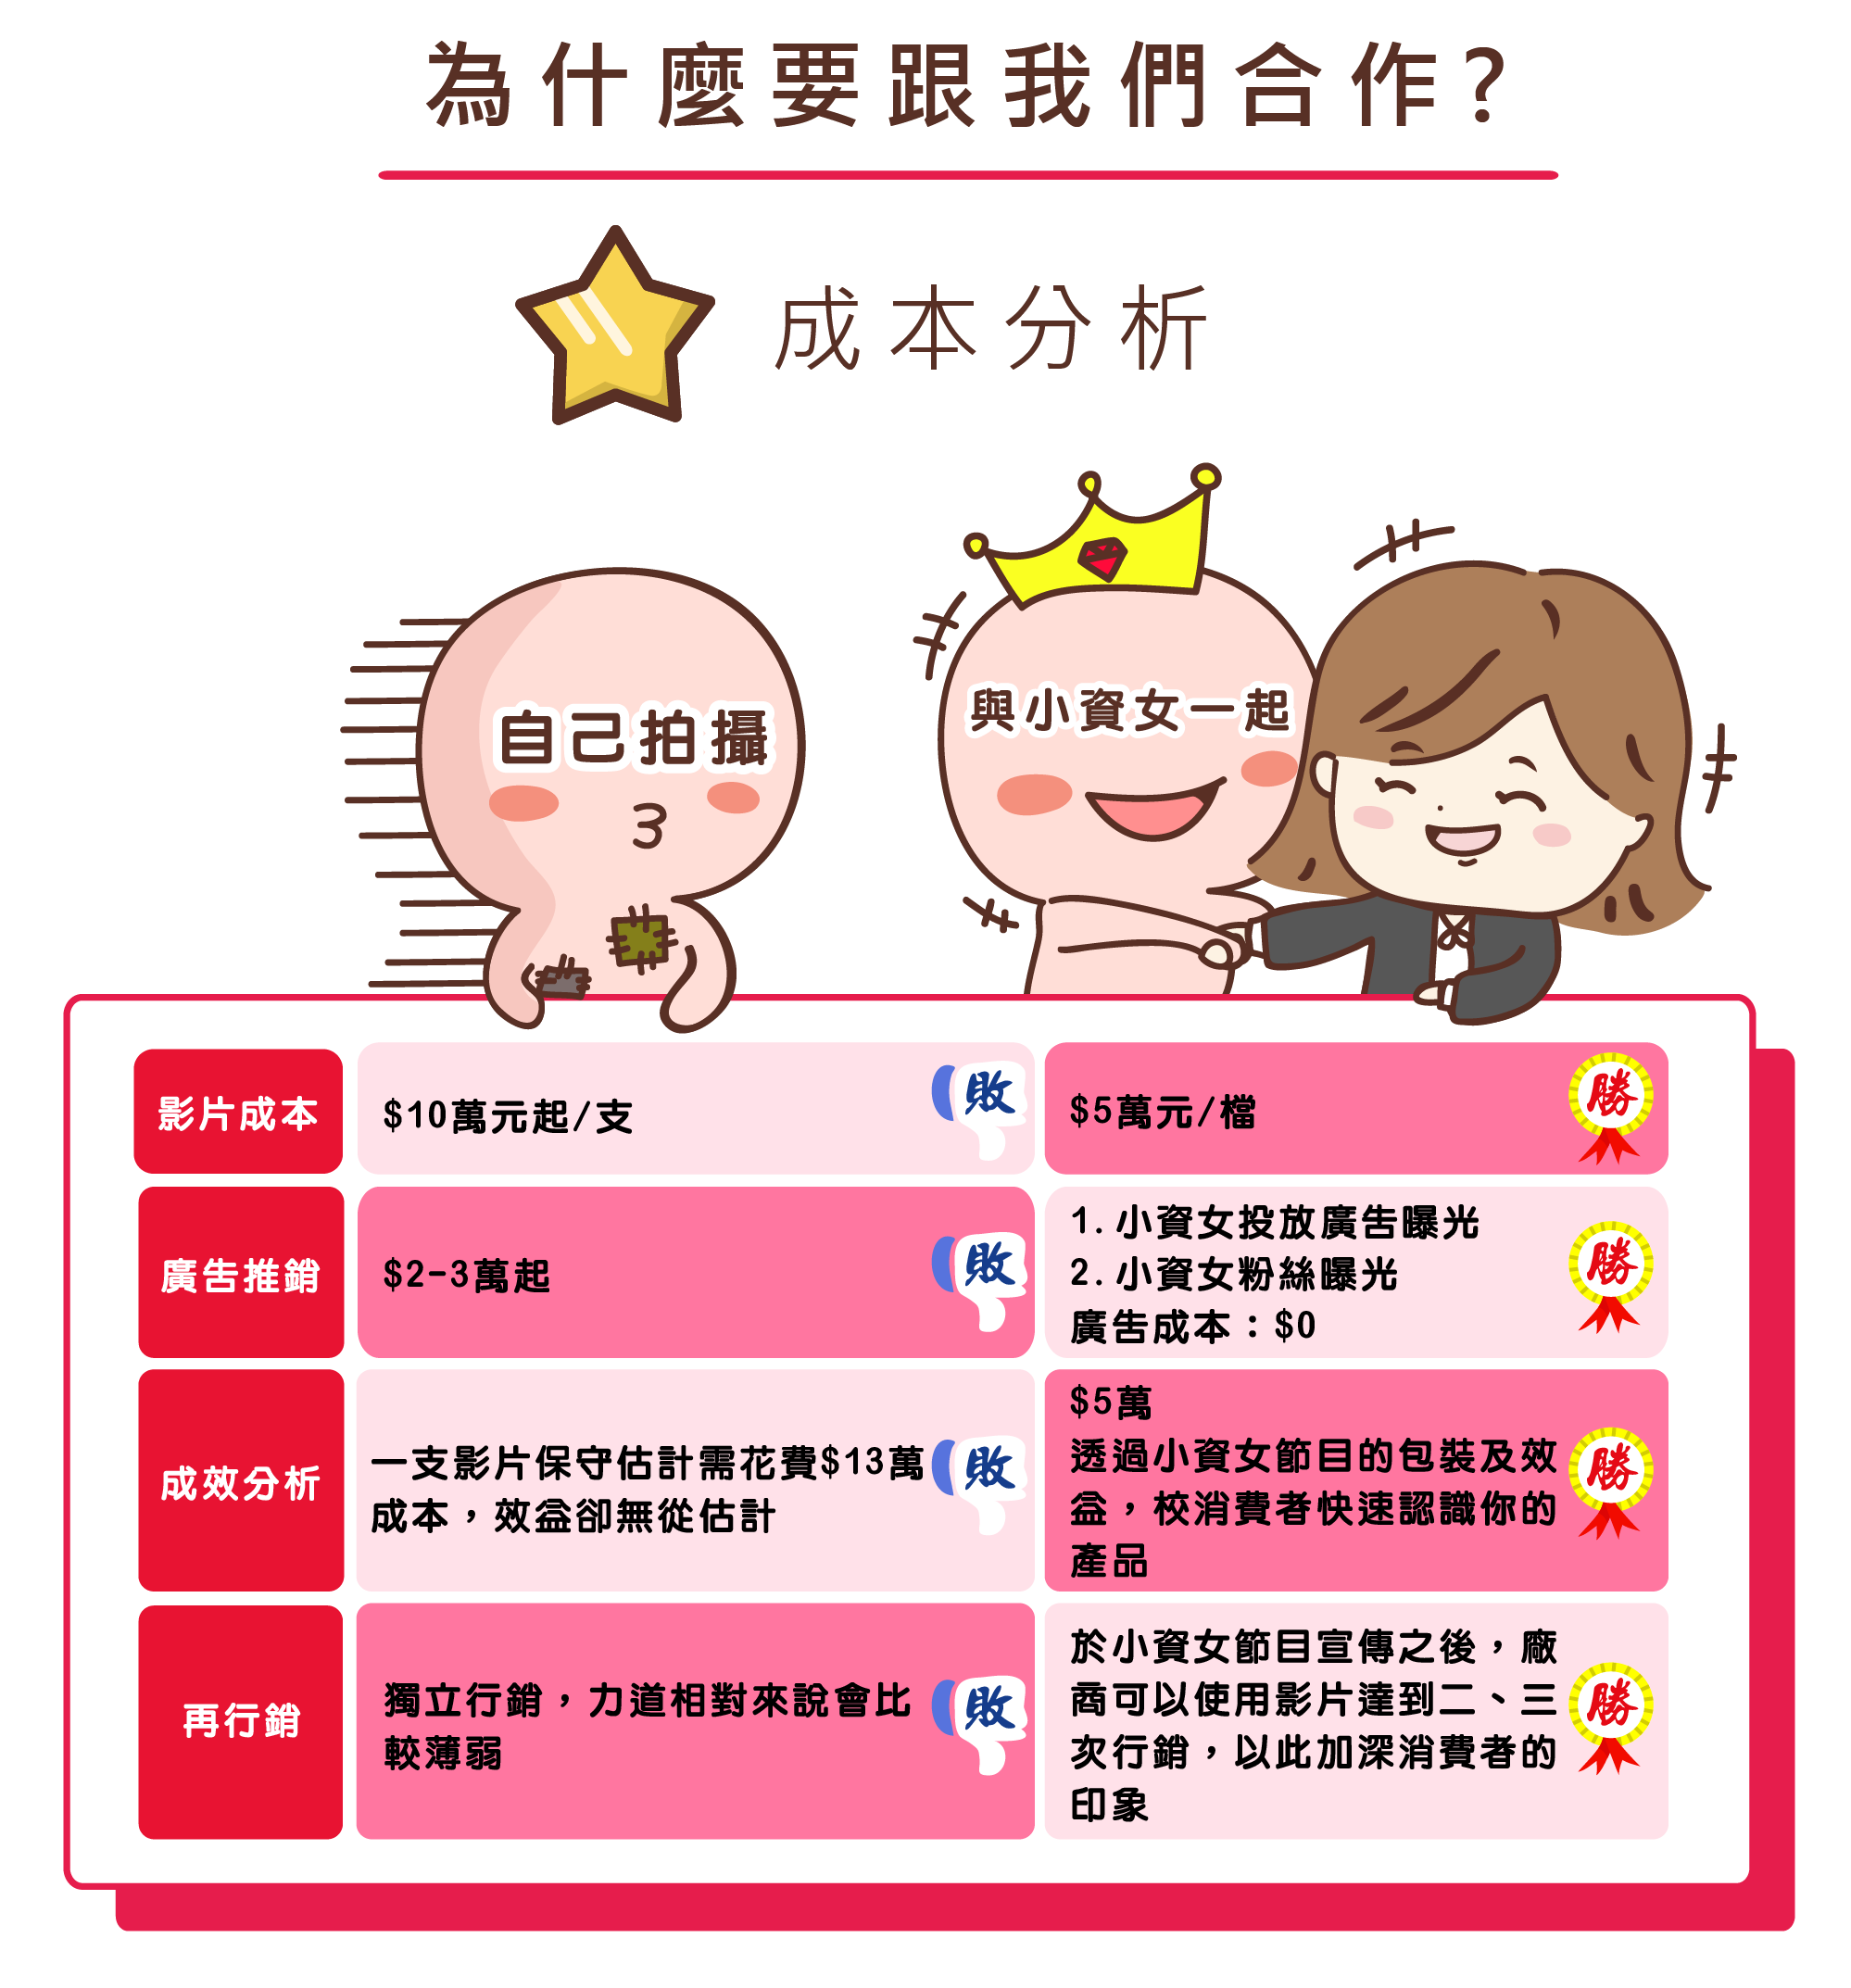 為什麼要跟我們合作?
成本分析
自己拍攝
與小資女一起
影片成本
$10萬元起/支
敗
$5萬元/檔
勝
廣告推銷
$2-3萬起
敗
1.小資女投放廣告曝光
2.小資女粉絲曝光
廣告成本：$0
勝
成效分析
一支影片保守估計需花費$13萬
成本，效益卻無從估計
敗
$5萬
透過小資女節目的包裝及效
益，校消費者快速認識你的
產品
勝
再行銷
獨立行銷，力道相對來說會比
較薄弱
敗
於小資女節目宣傳之後，廠
商可以使用影片達到二、三
次行銷，以此加深消費者的
印象
勝